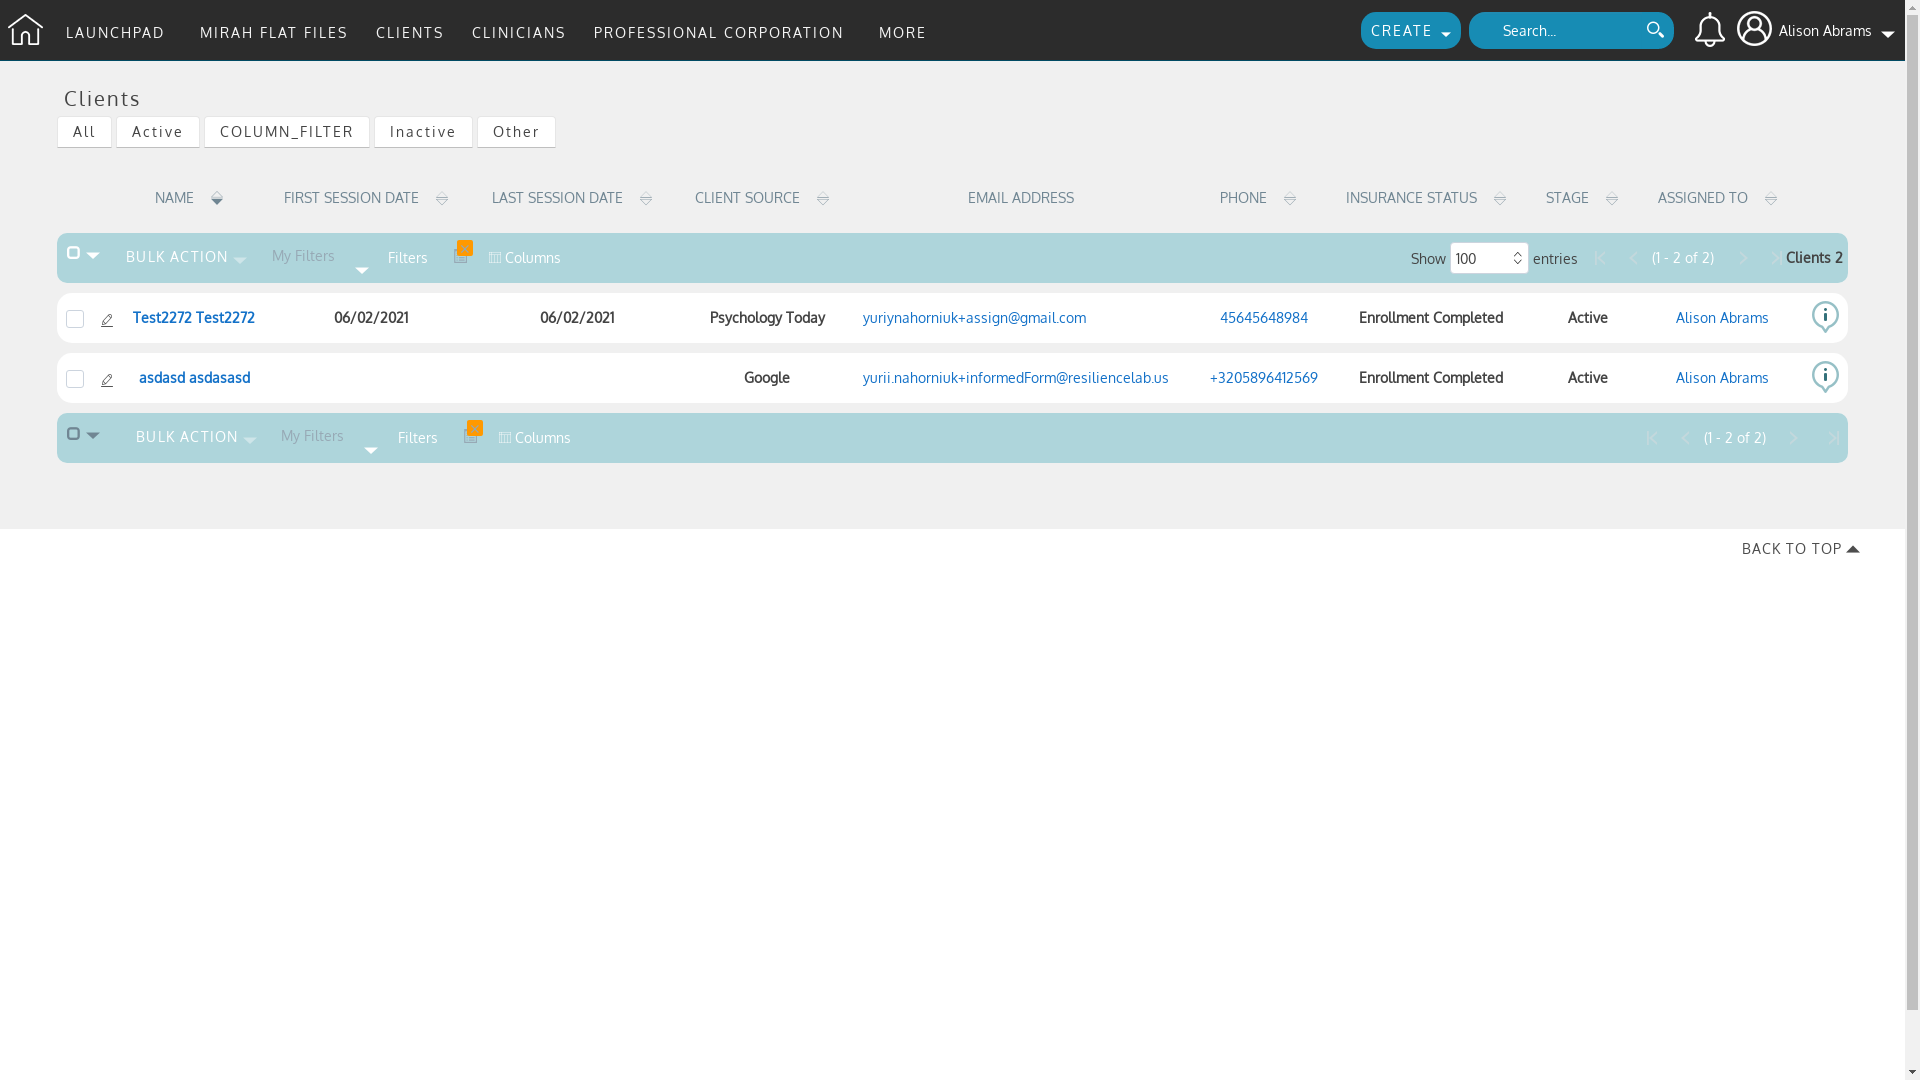 LAUNCHPAD MIRAH FLAT FILES CLIENTS CLINICIANS PROFESSIONAL CORPORATION MORE CREATE Search... Alison Abrams
Clients
All Active COLUMN_FILTER Inactive Other
NAME FIRST SESSION DATE LAST SESSION DATE CLIENT SOURCE EMAIL ADDRESS PHONE INSURANCE STATUS STAGE ASSIGNED TO
BULK ACTION My Filters Filters Columns Show 100 entries (1 - 2 of 2) Clients 2
Test2272 Test2272 06/02/2021 06/02/2021 Psychology Today yuriynahorniuk+assign@gmail.com 45645648984 Enrollment Completed Active Alison Abrams
asdasd asdasasd Google yurii.nahorniuk+informedForm@resiliencelab.us +3205896412569 Enrollment Completed Active Alison Abrams
BULK ACTION My Filters Filters Columns (1 - 2 of 2)
BACK TO TOP